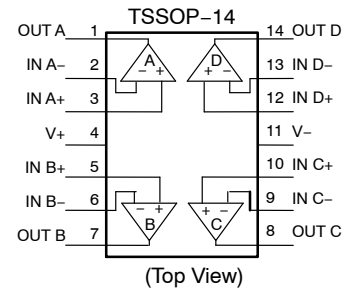 TSSOP−14
OUT A 1 14 OUT D
IN A− 2 A D 13 IN D−
− + + −
IN A+ 3 12 IN D+
V+ 4 11 V−
IN B+ 5 10 IN C+
− + + −
IN B− 6 9 IN C−
B C
OUT B 7 8 OUT C
(Top View)